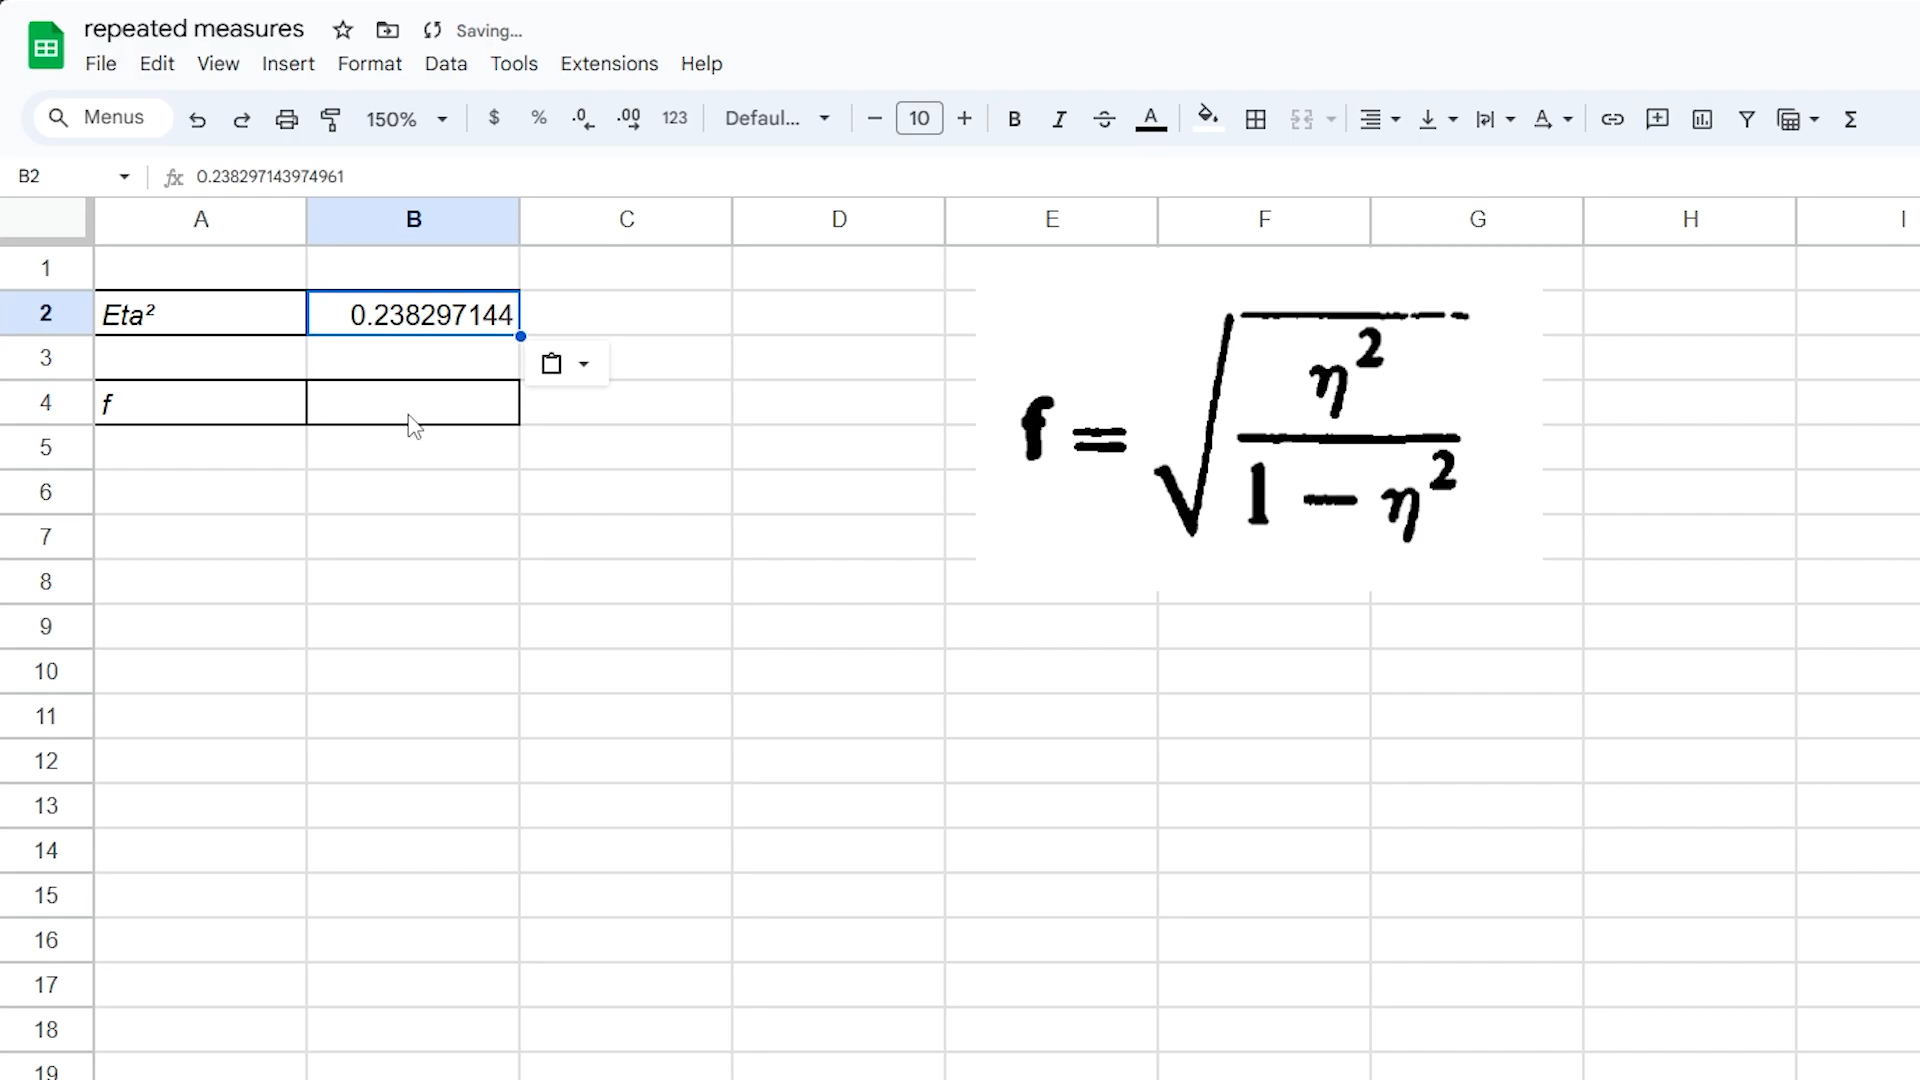 repeated measures Saving...
File Edit View Insert Format Data Tools Extensions Help
Menus 150% $ % .0 .00 123 Defaul... 10 B I A Σ
B2 fx 0.238297143974961
A B C D E F G H I
1
2 Eta² 0.238297144
3
4 f
5
6
7
8
9
10
11
12
13
14
15
16
17
18
19
f = √ η² / 1 − η²